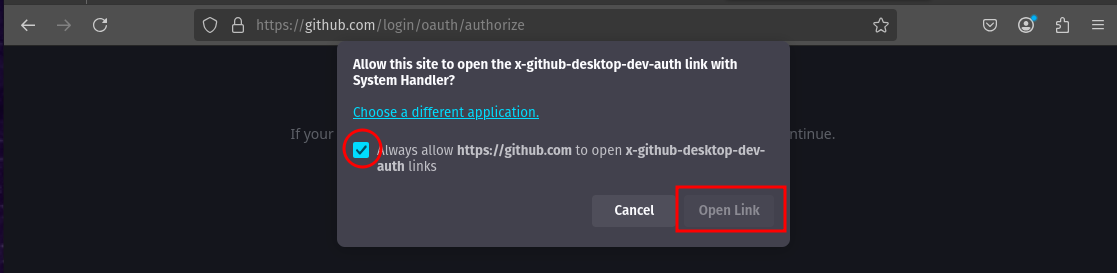 https://github.com/login/oauth/authorize
Allow this site to open the x-github-desktop-dev-auth link with
System Handler?
Choose a different application.
If your
ntinue.
Always allow https://github.com to open x-github-desktop-dev-
auth links
Cancel
Open Link